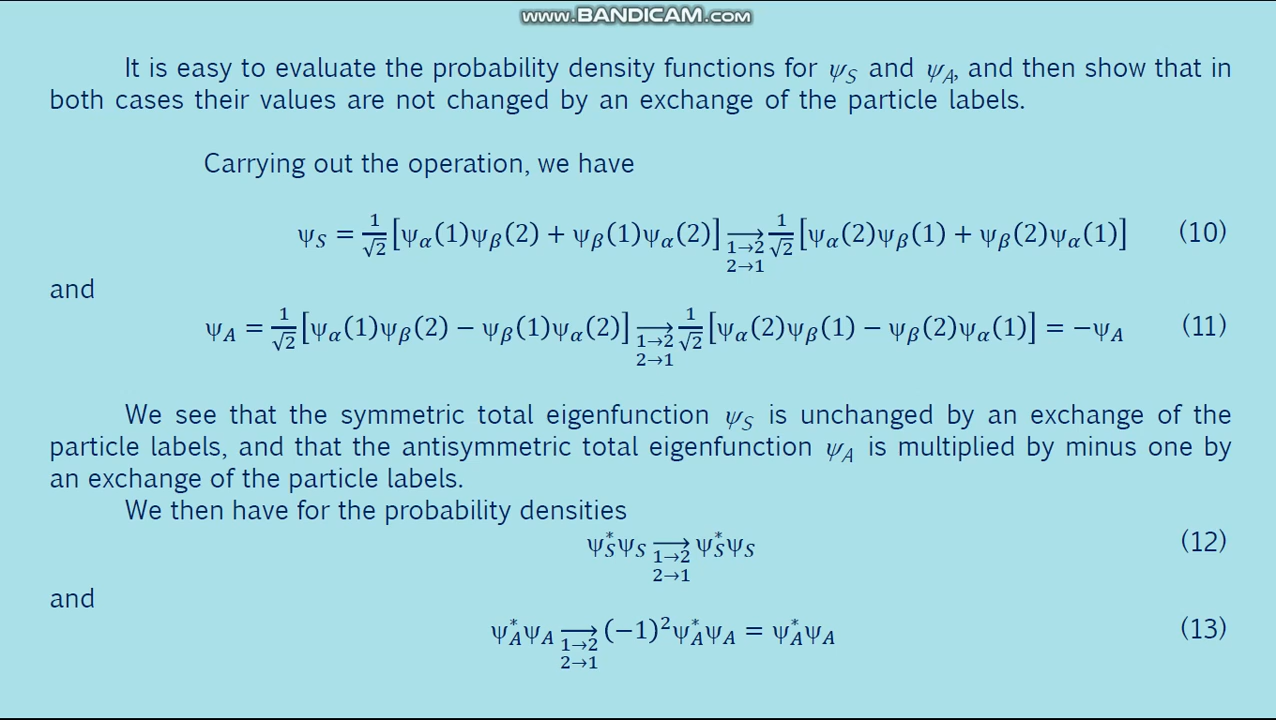 www.BANDICAM.com
It is easy to evaluate the probability density functions for ψ_S and ψ_A, and then show that in
both cases their values are not changed by an exchange of the particle labels.
Carrying out the operation, we have
ψ_S = 1/√2 [ψ_α(1)ψ_β(2) + ψ_β(1)ψ_α(2)] ⟶ 1→2 2→1 1/√2 [ψ_α(2)ψ_β(1) + ψ_β(2)ψ_α(1)] (10)
and
ψ_A = 1/√2 [ψ_α(1)ψ_β(2) − ψ_β(1)ψ_α(2)] ⟶ 1→2 2→1 1/√2 [ψ_α(2)ψ_β(1) − ψ_β(2)ψ_α(1)] = −ψ_A (11)
We see that the symmetric total eigenfunction ψ_S is unchanged by an exchange of the
particle labels, and that the antisymmetric total eigenfunction ψ_A is multiplied by minus one by
an exchange of the particle labels.
We then have for the probability densities
ψ*_S ψ_S ⟶ 1→2 2→1 ψ*_S ψ_S (12)
and
ψ*_A ψ_A ⟶ 1→2 2→1 (−1)² ψ*_A ψ_A = ψ*_A ψ_A (13)